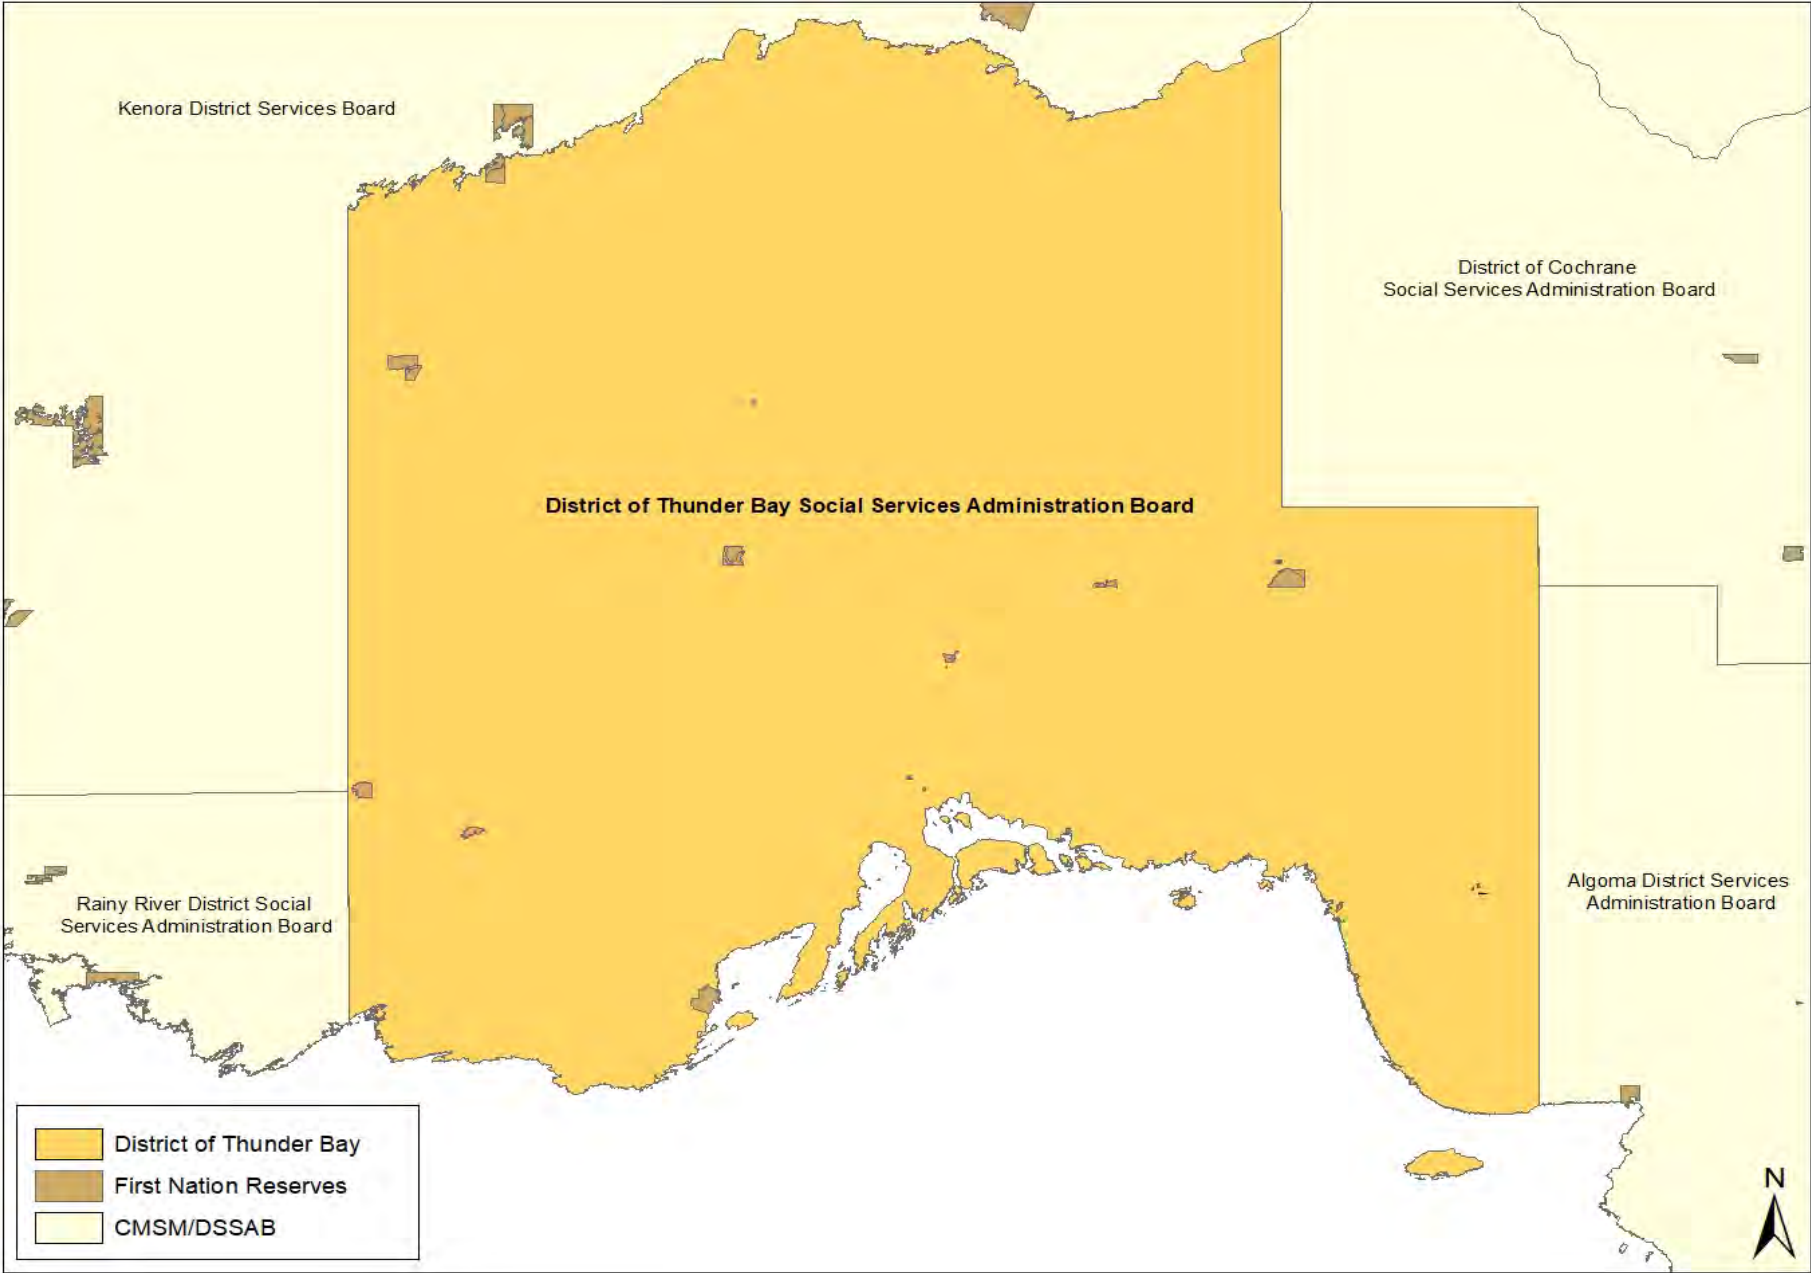 Kenora District Services Board
District of Cochrane
Social Services Administration Board
District of Thunder Bay Social Services Administration Board
Rainy River District Social
Services Administration Board
Algoma District Services
Administration Board
District of Thunder Bay
First Nation Reserves
CMSM/DSSAB
N